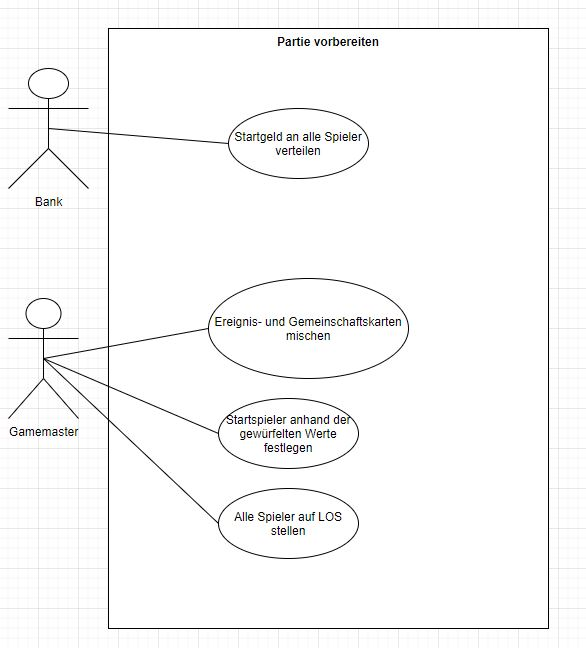 Partie vorbereiten
Startgeld an alle Spieler
verteilen
Bank
Ereignis- und Gemeinschaftskarten
mischen
Startspieler anhand der
gewürfelten Werte
festlegen
Gamemaster
Alle Spieler auf LOS
stellen